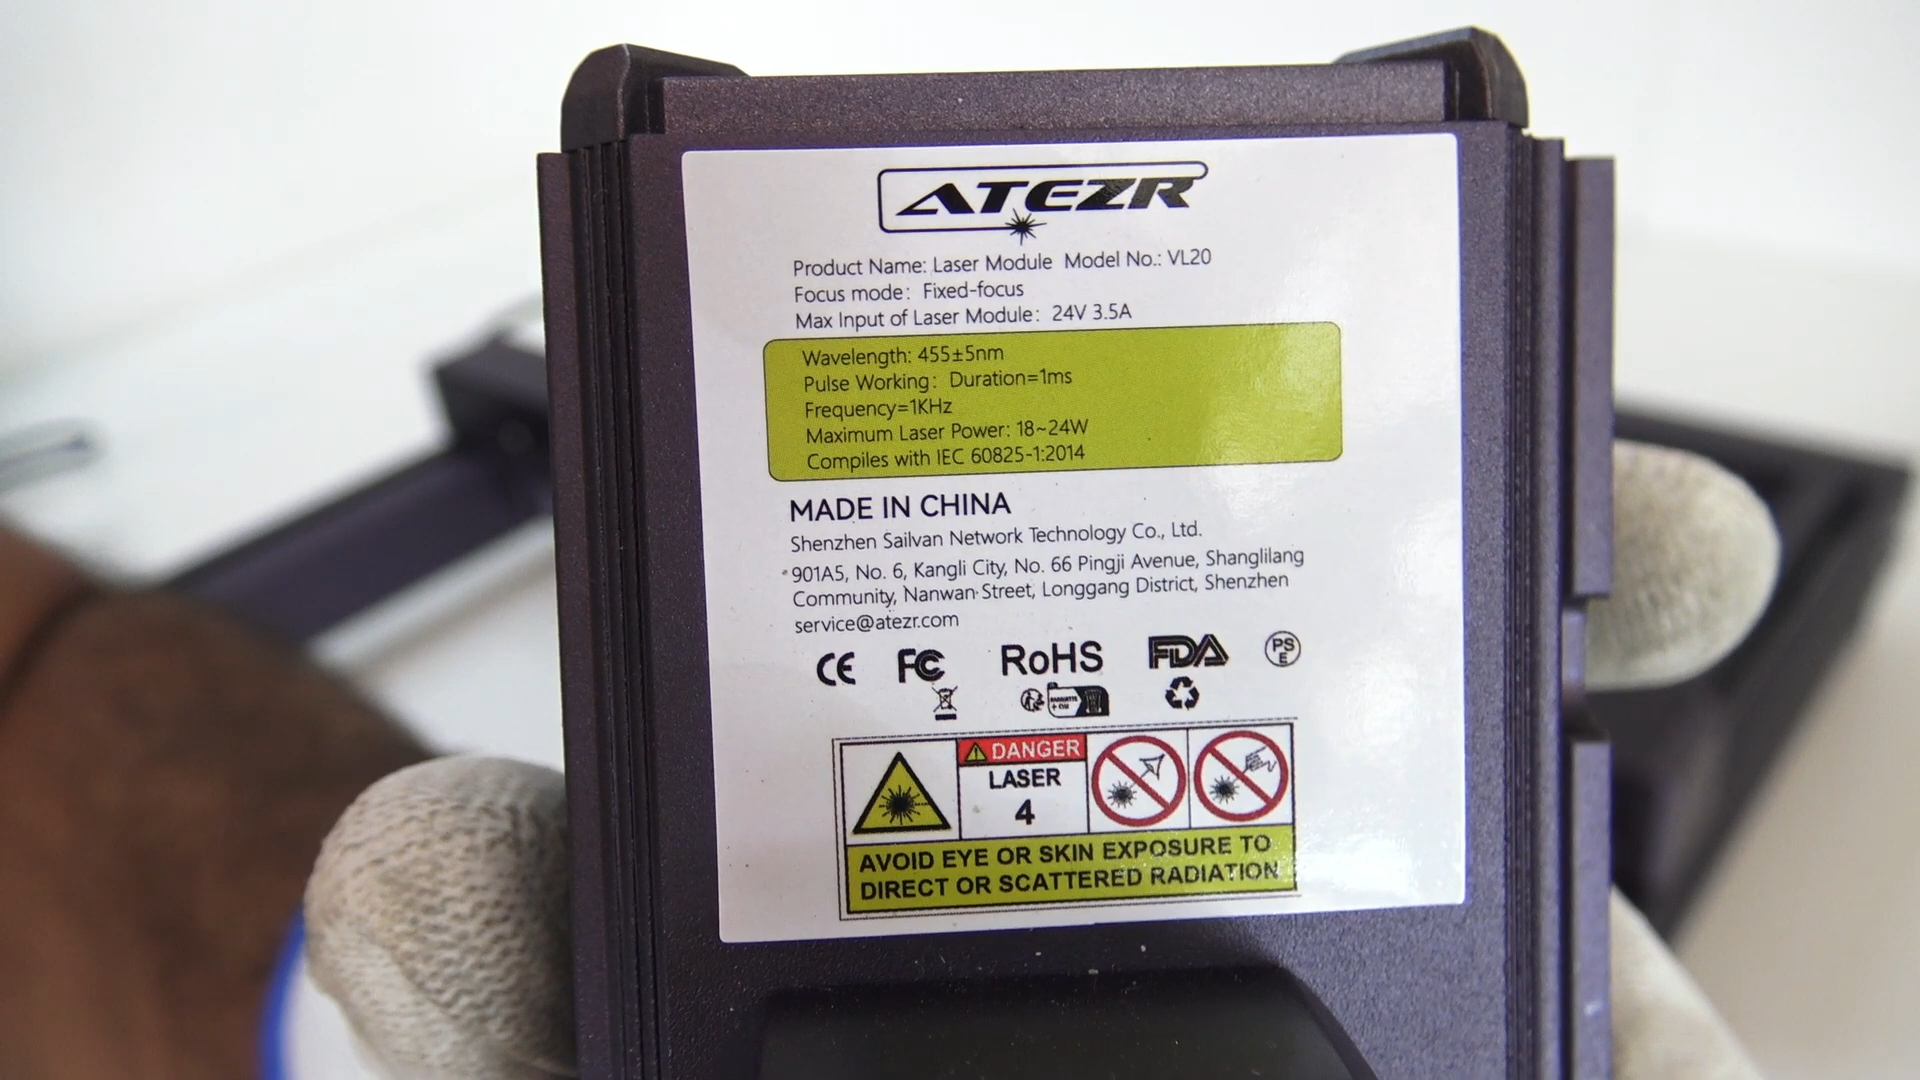 ATEZR
Product Name: Laser Module Model No.: VL20
Focus mode: Fixed-focus
Max Input of Laser Module: 24V 3.5A
Wavelength: 455±5nm
Pulse Working: Duration=1ms
Frequency=1KHz
Maximum Laser Power: 18~24W
Compiles with IEC 60825-1:2014
MADE IN CHINA
Shenzhen Sailvan Network Technology Co., Ltd.
901A5, No. 6, Kangli City, No. 66 Pingji Avenue, Shanglilang
Community, Nanwan Street, Longgang District, Shenzhen
service@atezr.com
CE FC RoHS FDA PS E
DANGER
LASER
4
AVOID EYE OR SKIN EXPOSURE TO
DIRECT OR SCATTERED RADIATION